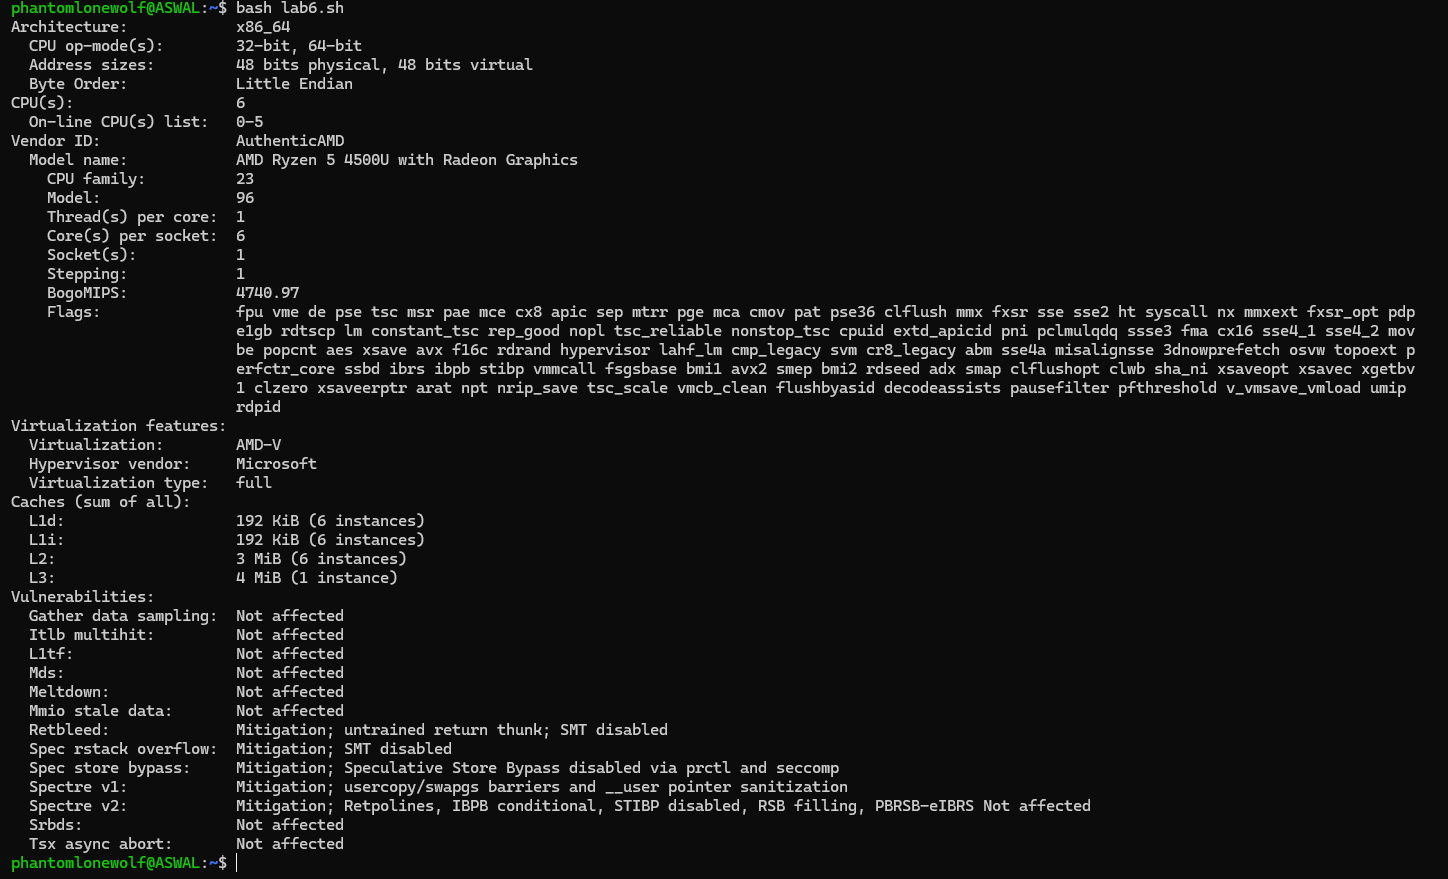 phantomlonewolf@ASWAL:~$ bash lab6.sh
Architecture: x86_64
CPU op-mode(s): 32-bit, 64-bit
Address sizes: 48 bits physical, 48 bits virtual
Byte Order: Little Endian
CPU(s): 6
On-line CPU(s) list: 0-5
Vendor ID: AuthenticAMD
Model name: AMD Ryzen 5 4500U with Radeon Graphics
CPU family: 23
Model: 96
Thread(s) per core: 1
Core(s) per socket: 6
Socket(s): 1
Stepping: 1
BogoMIPS: 4740.97
Flags: fpu vme de pse tsc msr pae mce cx8 apic sep mtrr pge mca cmov pat pse36 clflush mmx fxsr sse sse2 ht syscall nx mmxext fxsr_opt pdp
e1gb rdtscp lm constant_tsc rep_good nopl tsc_reliable nonstop_tsc cpuid extd_apicid pni pclmulqdq ssse3 fma cx16 sse4_1 sse4_2 mov
be popcnt aes xsave avx f16c rdrand hypervisor lahf_lm cmp_legacy svm cr8_legacy abm sse4a misalignsse 3dnowprefetch osvw topoext p
erfctr_core ssbd ibrs ibpb stibp vmmcall fsgsbase bmi1 avx2 smep bmi2 rdseed adx smap clflushopt clwb sha_ni xsaveopt xsavec xgetbv
1 clzero xsaveerptr arat npt nrip_save tsc_scale vmcb_clean flushbyasid decodeassists pausefilter pfthreshold v_vmsave_vmload umip
rdpid
Virtualization features:
Virtualization: AMD-V
Hypervisor vendor: Microsoft
Virtualization type: full
Caches (sum of all):
L1d: 192 KiB (6 instances)
L1i: 192 KiB (6 instances)
L2: 3 MiB (6 instances)
L3: 4 MiB (1 instance)
Vulnerabilities:
Gather data sampling: Not affected
Itlb multihit: Not affected
L1tf: Not affected
Mds: Not affected
Meltdown: Not affected
Mmio stale data: Not affected
Retbleed: Mitigation; untrained return thunk; SMT disabled
Spec rstack overflow: Mitigation; SMT disabled
Spec store bypass: Mitigation; Speculative Store Bypass disabled via prctl and seccomp
Spectre v1: Mitigation; usercopy/swapgs barriers and __user pointer sanitization
Spectre v2: Mitigation; Retpolines, IBPB conditional, STIBP disabled, RSB filling, PBRSB-eIBRS Not affected
Srbds: Not affected
Tsx async abort: Not affected
phantomlonewolf@ASWAL:~$